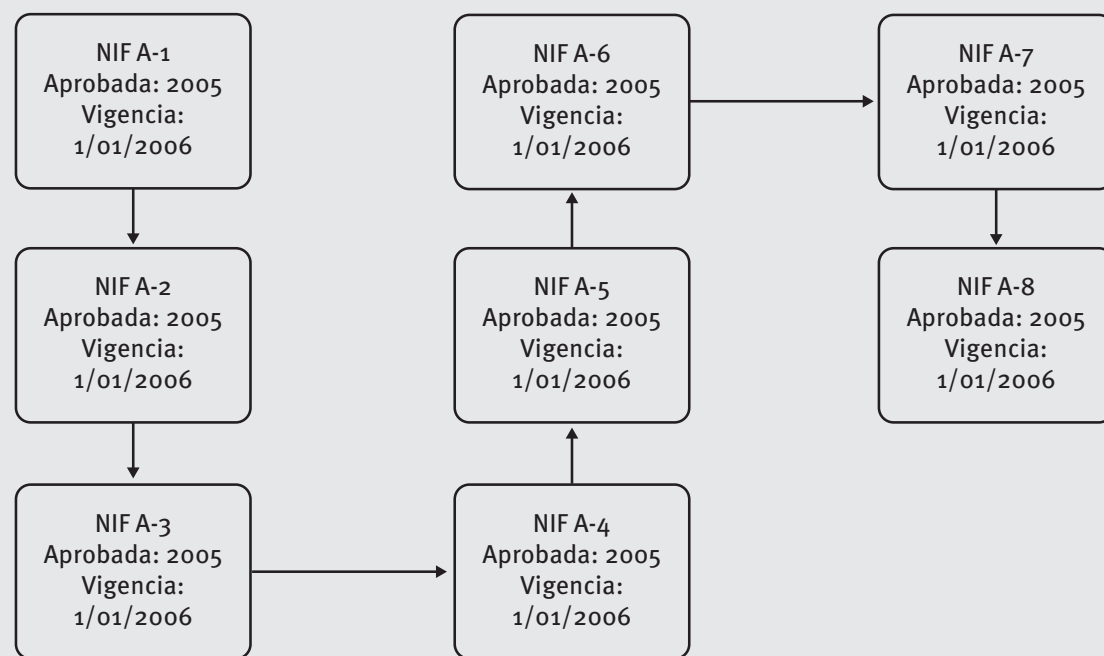 NIF A-1
Aprobada: 2005
Vigencia:
1/01/2006
NIF A-2
Aprobada: 2005
Vigencia:
1/01/2006
NIF A-3
Aprobada: 2005
Vigencia:
1/01/2006
NIF A-4
Aprobada: 2005
Vigencia:
1/01/2006
NIF A-5
Aprobada: 2005
Vigencia:
1/01/2006
NIF A-6
Aprobada: 2005
Vigencia:
1/01/2006
NIF A-7
Aprobada: 2005
Vigencia:
1/01/2006
NIF A-8
Aprobada: 2005
Vigencia:
1/01/2006